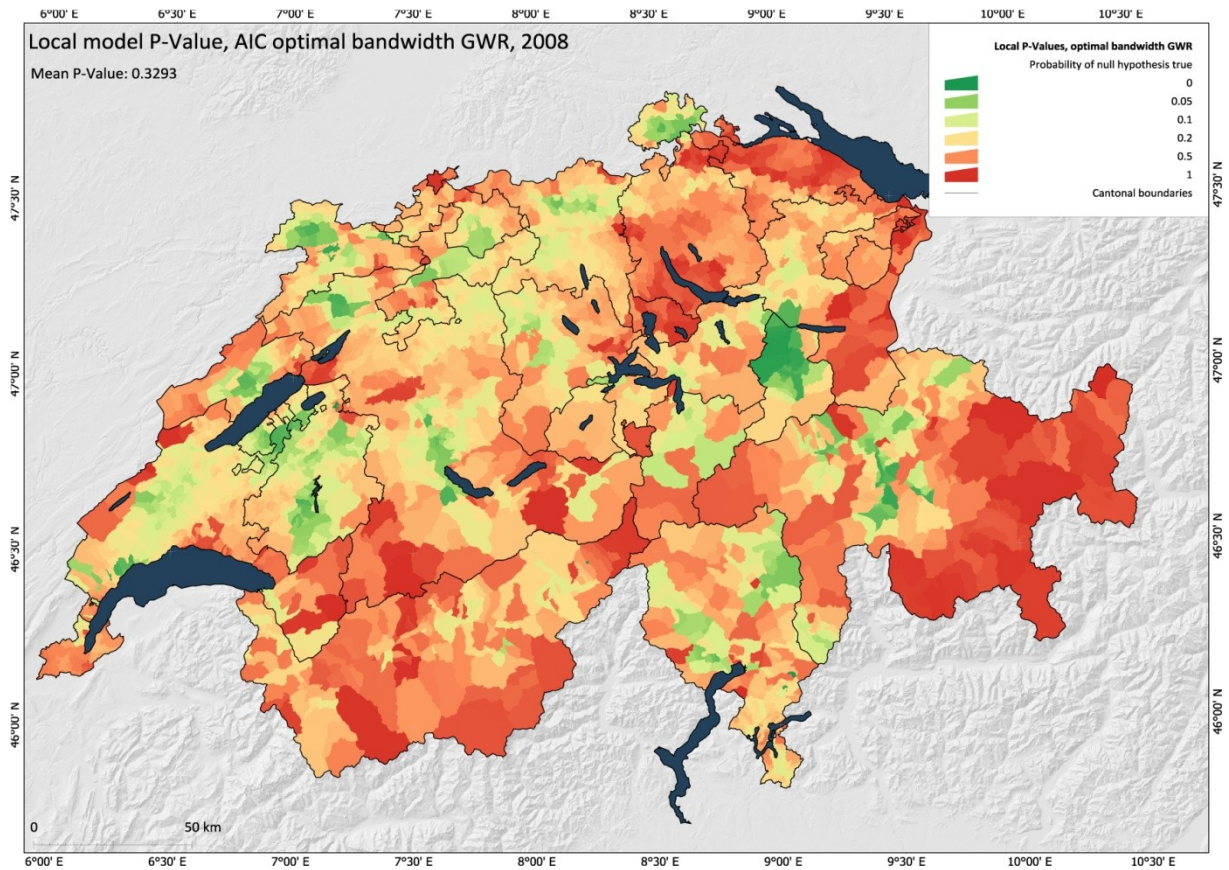 6°00' E 6°30' E 7°00' E 7°30' E 8°00' E 8°30' E 9°00' E 9°30' E 10°00' E 10°30' E
Local model P-Value, AIC optimal bandwidth GWR, 2008
Mean P-Value: 0.3293
Local P-Values, optimal bandwidth GWR
Probability of null hypothesis true
0
0.05
0.1
0.2
0.5
1
Cantonal boundaries
47°30' N 47°30' N
47°00' N 47°00' N
46°30' N 46°30' N
46°00' N 46°00' N
0 50 km
6°00' E 6°30' E 7°00' E 7°30' E 8°00' E 8°30' E 9°00' E 9°30' E 10°00' E 10°30' E